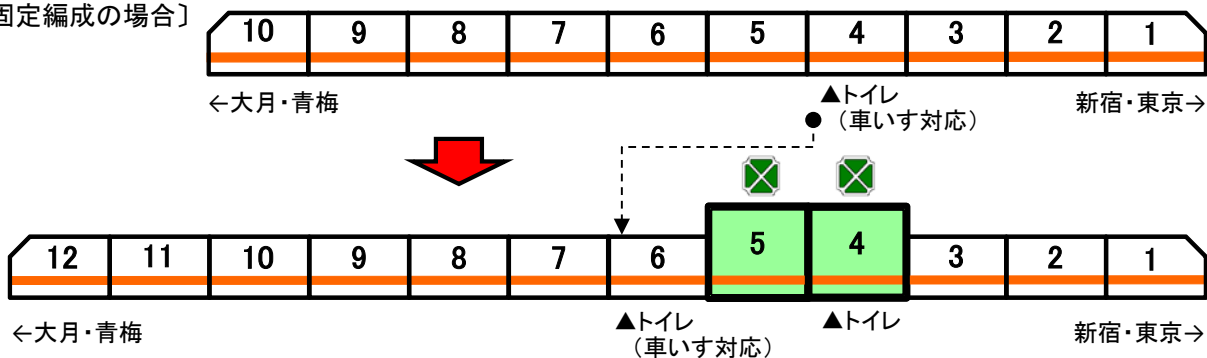 固定編成の場合〕
10 9 8 7 6 5 4 3 2 1
←大月・青梅
▲トイレ
(車いす対応)
新宿・東京→
12 11 10 9 8 7 6 5 4 3 2 1
←大月・青梅
▲トイレ
(車いす対応)
▲トイレ
新宿・東京→